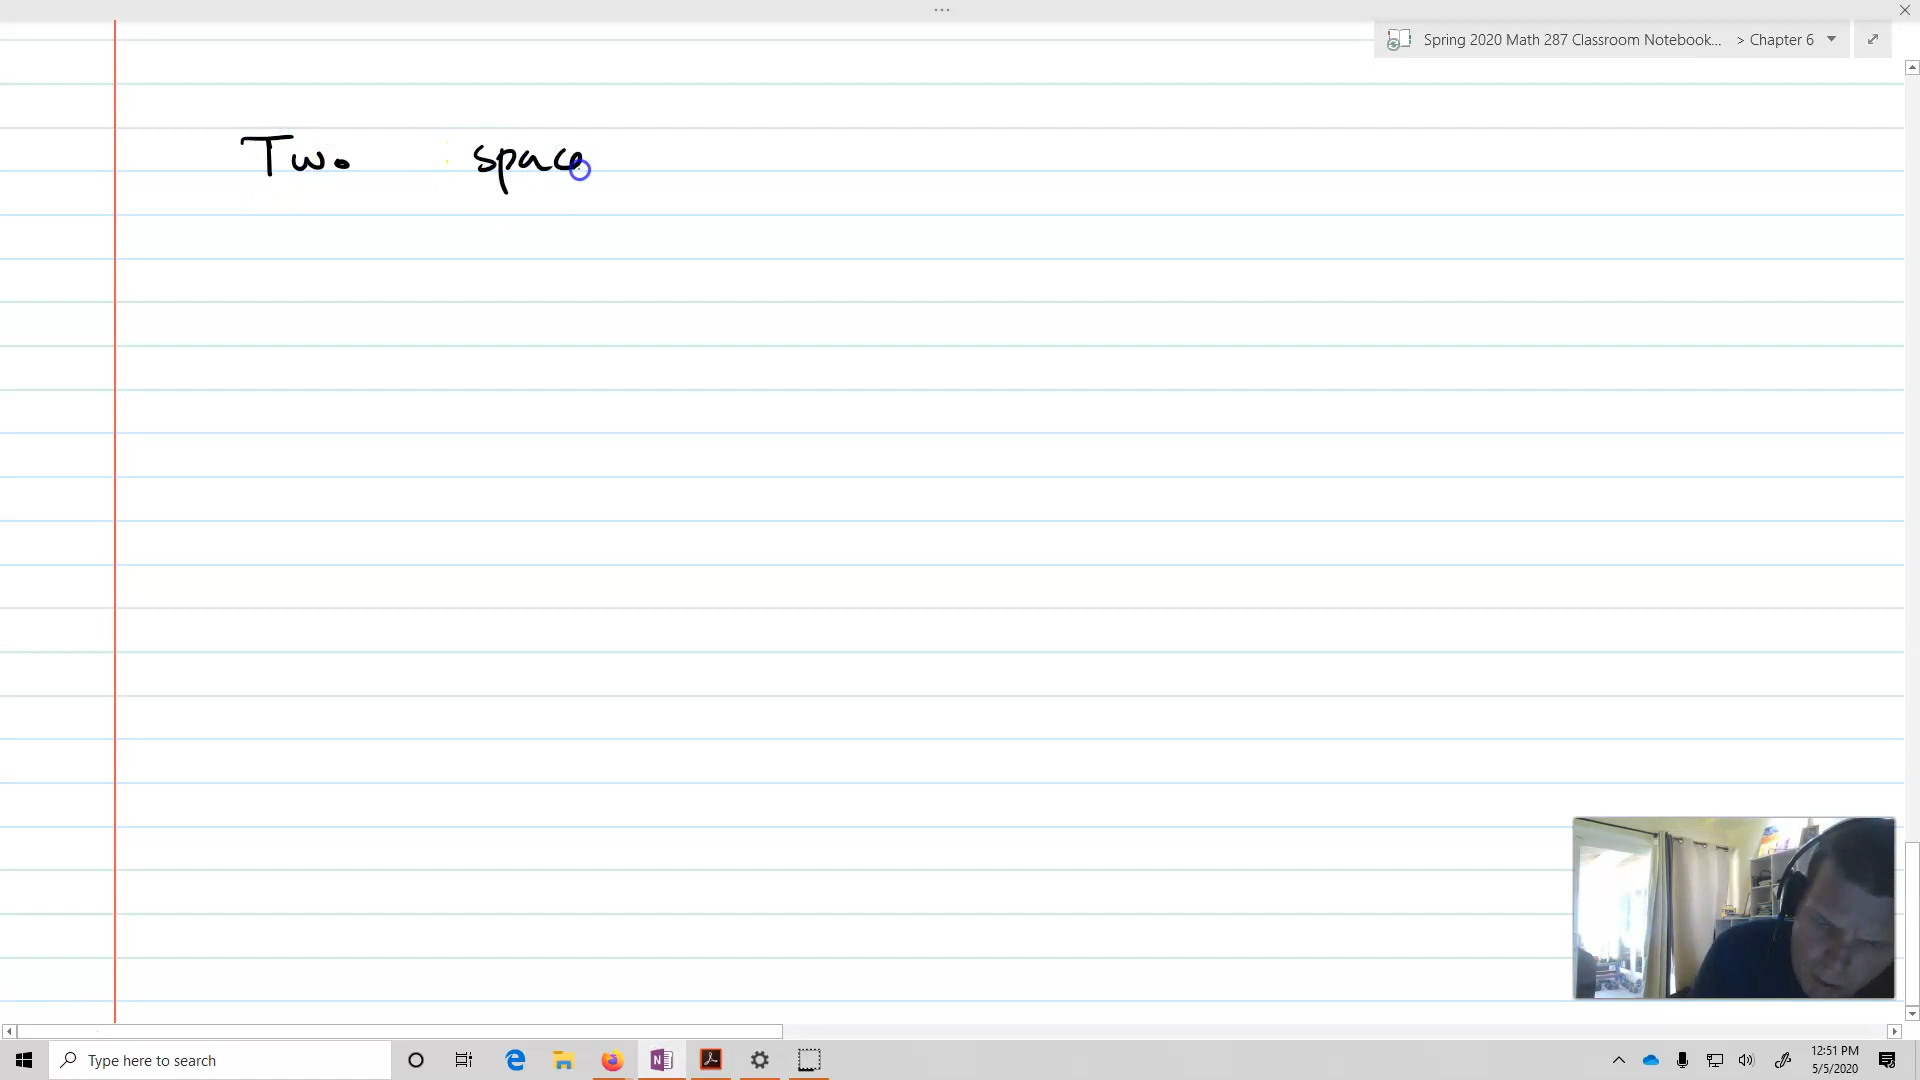 Spring 2020 Math 287 Classroom Notebook... > Chapter 6
Two space
Type here to search
12:51 PM
5/5/2020